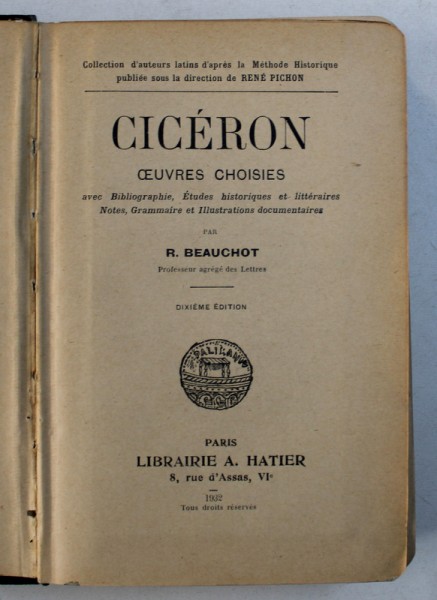 Collection d'auteurs latins d'après la Méthode Historique
publiée sous la direction de RENÉ PICHON
CICÉRON
ŒUVRES CHOISIES
avec Bibliographie, Études historiques et littéraires
Notes, Grammaire et Illustrations documentaires
PAR
R. BEAUCHOT
Professeur agrégé des Lettres
DIXIÈME ÉDITION
PARIS
LIBRAIRIE A. HATIER
8, rue d'Assas, VIe
1932
Tous droits réservés